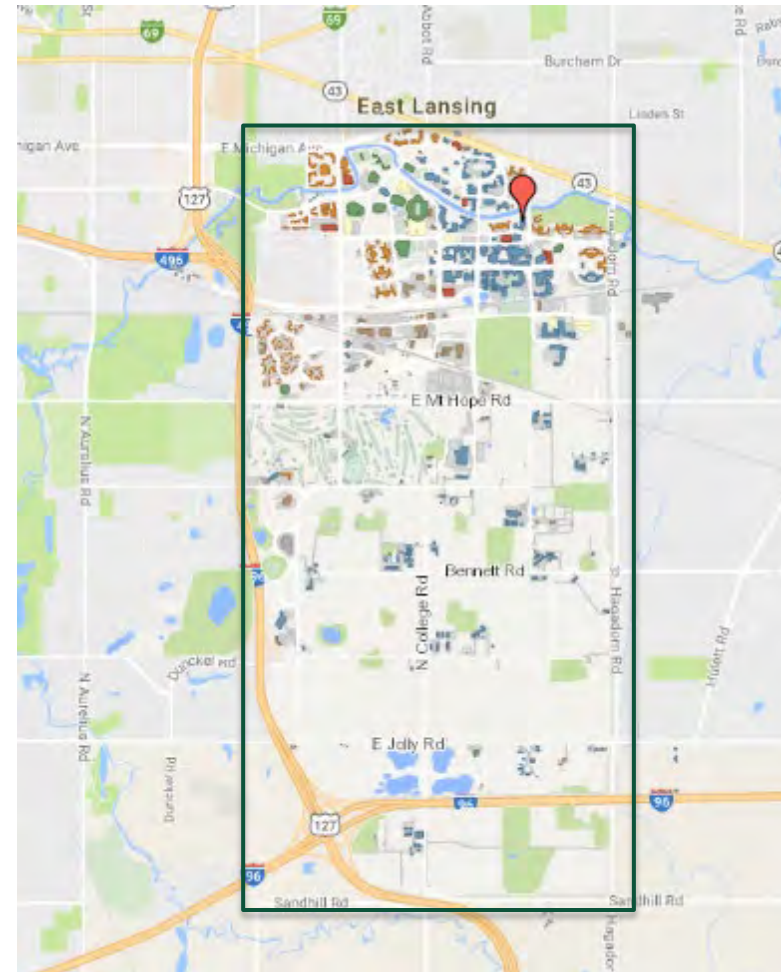 69
69
Abbot Rd
Burcham Dr
43
East Lansing
Linden St
E Michigan Ave
127
43
496
E Mt Hope Rd
N Aurelius Rd
Bennett Rd
N College Rd
S Hagadorn Rd
Hulett Rd
Dunckel Rd
N Aurelius Rd
E Jolly Rd
Dunckel Rd
96
96
127
96
Sandhill Rd
Sandhill Rd